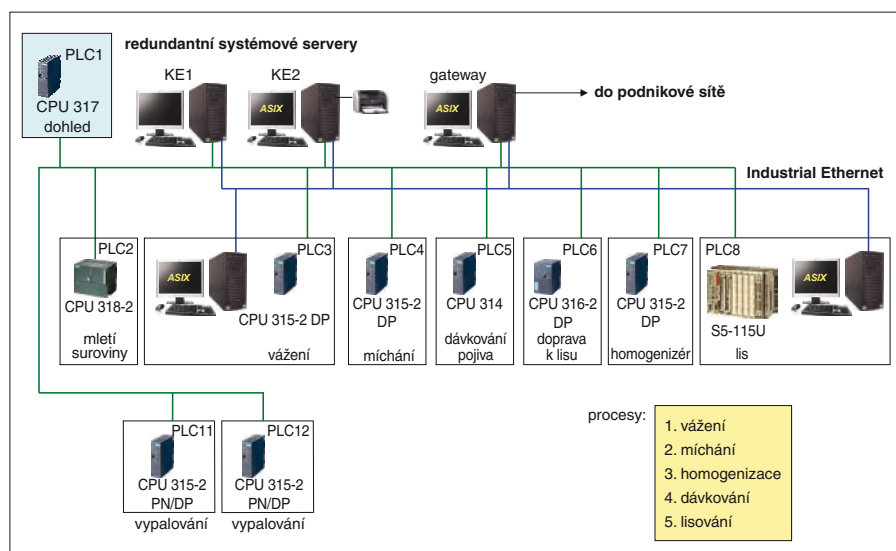 PLC1
CPU 317
dohled
redundantní systémové servery
KE1
KE2
ASIX
gateway
ASIX
do podnikové sítě
Industrial Ethernet
PLC2
CPU 318-2
mletí
suroviny
ASIX
PLC3
CPU 315-2 DP
vážení
PLC4
CPU 315-2
DP
míchání
PLC5
CPU 314
dávkování
pojiva
PLC6
CPU 316-2
DP
doprava
k lisu
PLC7
CPU 315-2
DP
homogenizér
PLC8
S5-115U
lis
ASIX
PLC11
CPU 315-2
PN/DP
vypalování
PLC12
CPU 315-2
PN/DP
vypalování
procesy:
1. vážení
2. míchání
3. homogenizace
4. dávkování
5. lisování